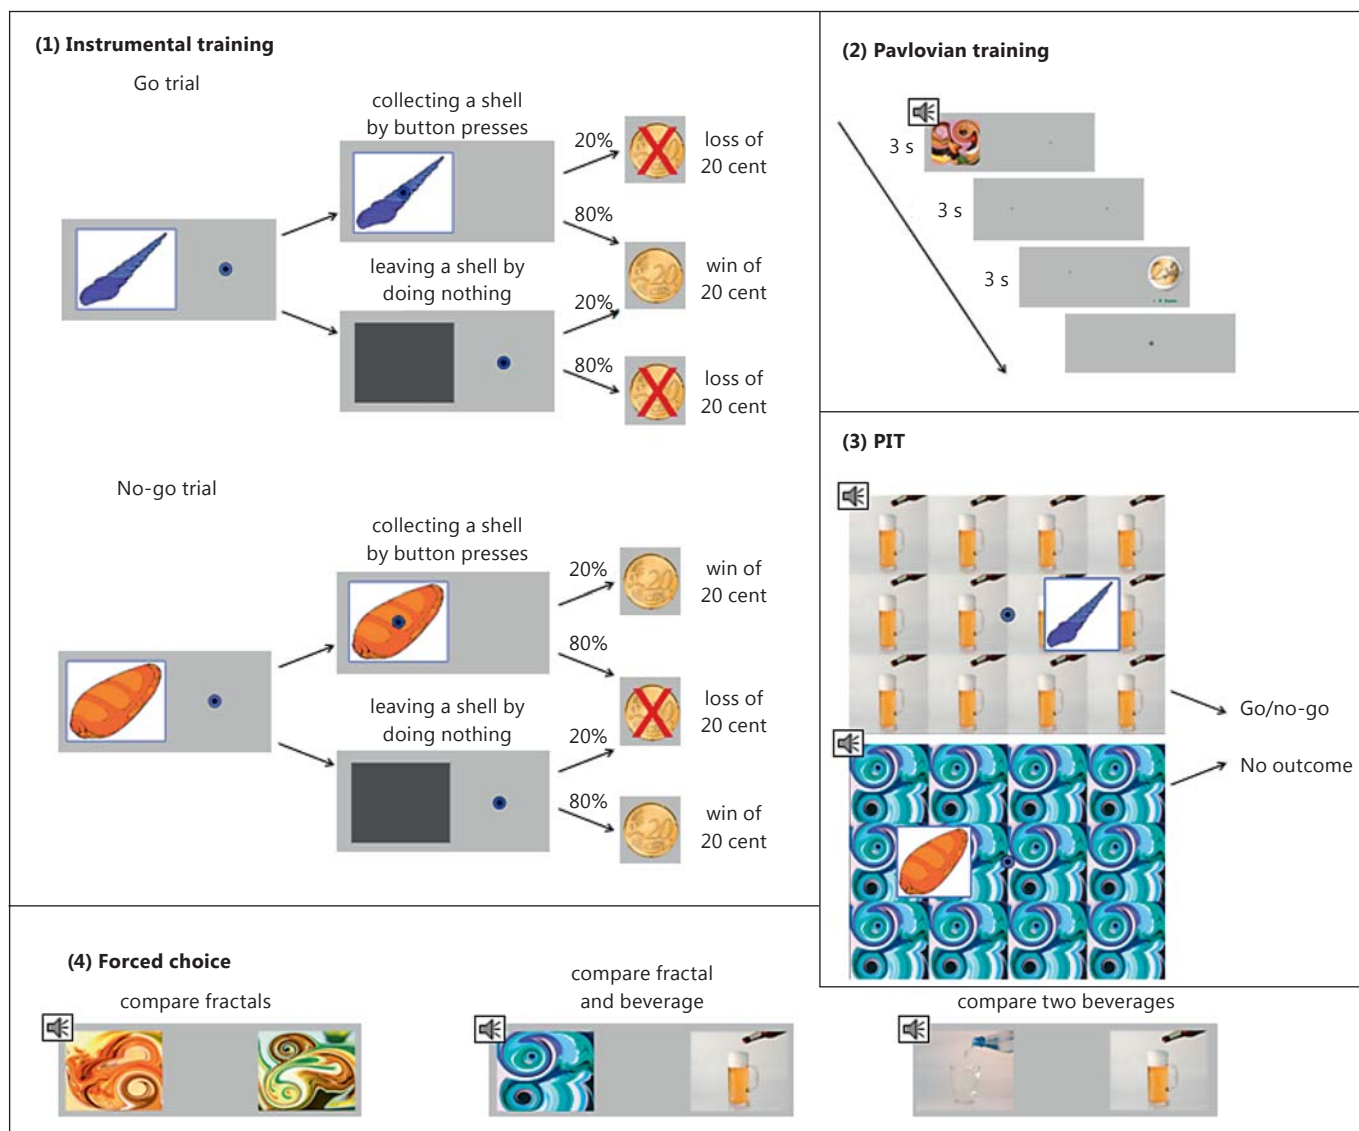 (1) Instrumental training
Go trial
collecting a shell
by button presses
20%
loss of
20 cent
80%
win of
20 cent
leaving a shell by
doing nothing
20%
80%
loss of
20 cent
No-go trial
collecting a shell
by button presses
20%
win of
20 cent
80%
loss of
20 cent
leaving a shell by
doing nothing
20%
80%
win of
20 cent
(2) Pavlovian training
3 s
3 s
3 s
(3) PIT
Go/no-go
No outcome
(4) Forced choice
compare fractals
compare fractal
and beverage
compare two beverages